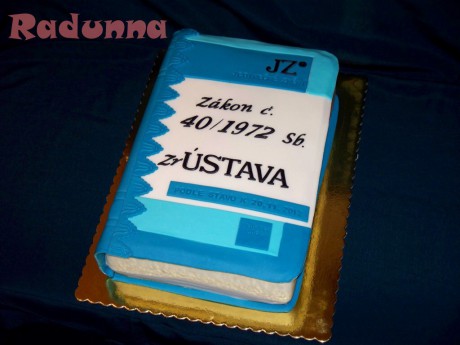 Radunna
JZ*
Zákon č.
40/1972 Sb.
zrÚSTAVA